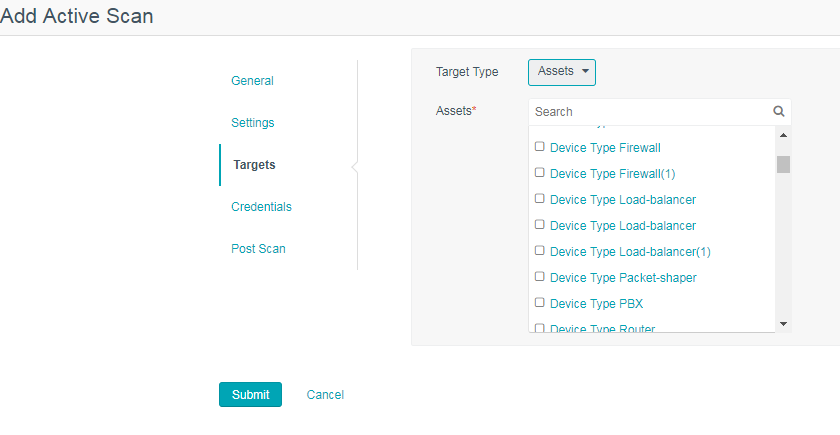 Add Active Scan
General
Settings
Targets
Credentials
Post Scan
Target Type
Assets
Assets*
Search
Device Type Firewall
Device Type Firewall(1)
Device Type Load-balancer
Device Type Load-balancer
Device Type Load-balancer(1)
Device Type Packet-shaper
Device Type PBX
Device Type Router
Submit
Cancel